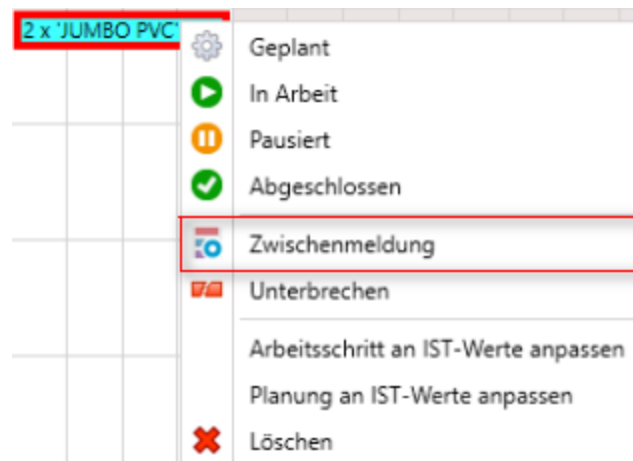 2 x 'JUMBO PVC'
Geplant
In Arbeit
Pausiert
Abgeschlossen
Zwischenmeldung
Unterbrechen
Arbeitsschritt an IST-Werte anpassen
Planung an IST-Werte anpassen
Löschen